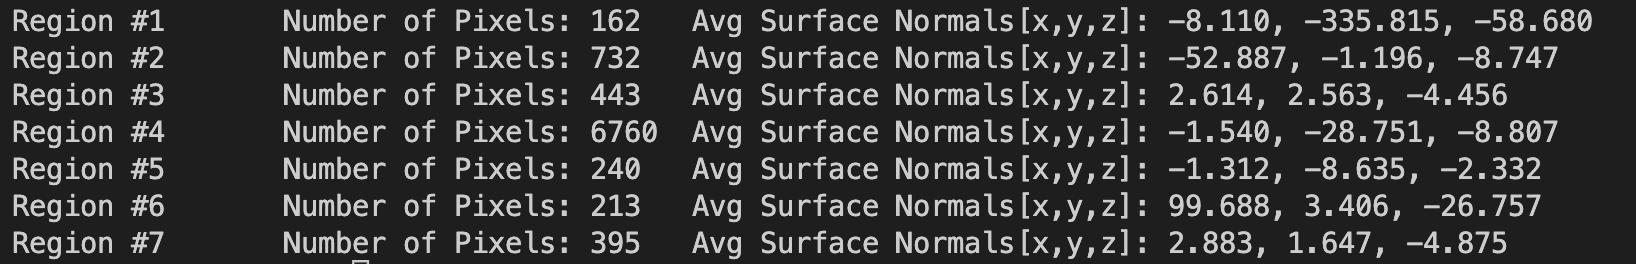 Region #1 Number of Pixels: 162 Avg Surface Normals[x,y,z]: -8.110, -335.815, -58.680
Region #2 Number of Pixels: 732 Avg Surface Normals[x,y,z]: -52.887, -1.196, -8.747
Region #3 Number of Pixels: 443 Avg Surface Normals[x,y,z]: 2.614, 2.563, -4.456
Region #4 Number of Pixels: 6760 Avg Surface Normals[x,y,z]: -1.540, -28.751, -8.807
Region #5 Number of Pixels: 240 Avg Surface Normals[x,y,z]: -1.312, -8.635, -2.332
Region #6 Number of Pixels: 213 Avg Surface Normals[x,y,z]: 99.688, 3.406, -26.757
Region #7 Number of Pixels: 395 Avg Surface Normals[x,y,z]: 2.883, 1.647, -4.875